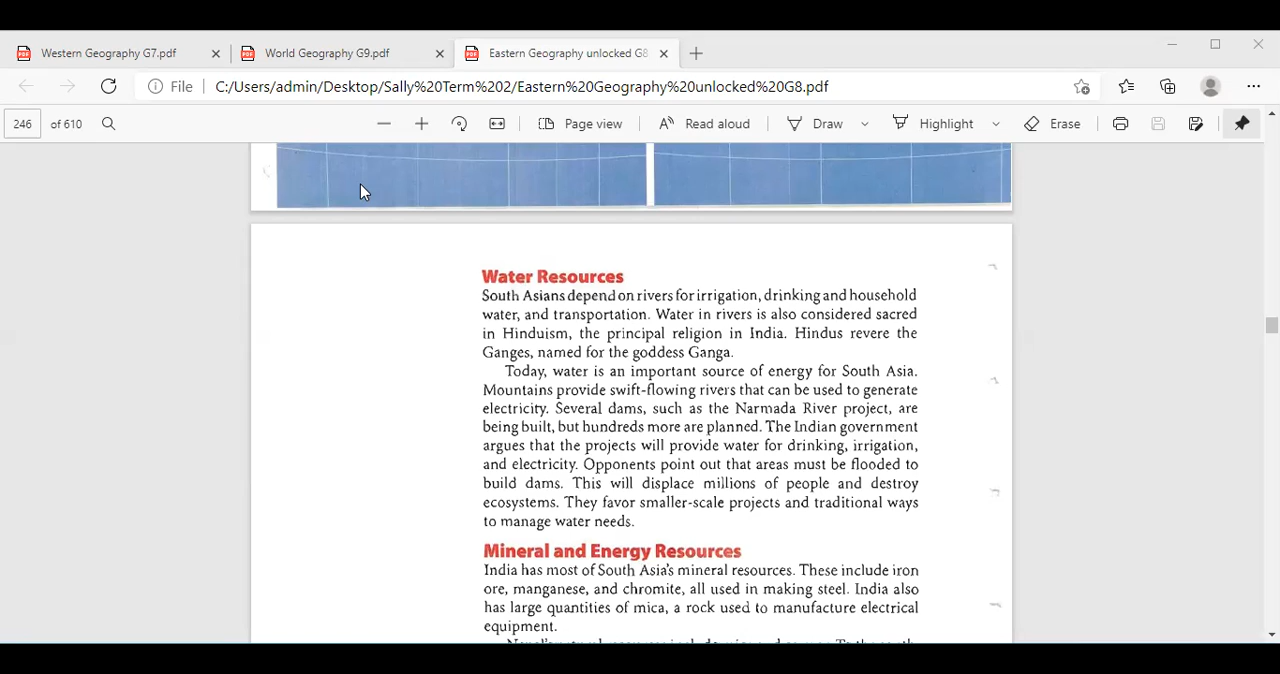 Western Geography G7.pdf
World Geography G9.pdf
Eastern Geography unlocked G8
File
C:/Users/admin/Desktop/Sally%20Term%202/Eastern%20Geography%20unlocked%20G8.pdf
246 of 610
Page view
Read aloud
Draw
Highlight
Erase
Water Resources
South Asians depend on rivers for irrigation, drinking and household
water, and transportation. Water in rivers is also considered sacred
in Hinduism, the principal religion in India. Hindus revere the
Ganges, named for the goddess Ganga.
Today, water is an important source of energy for South Asia.
Mountains provide swift-flowing rivers that can be used to generate
electricity. Several dams, such as the Narmada River project, are
being built, but hundreds more are planned. The Indian government
argues that the projects will provide water for drinking, irrigation,
and electricity. Opponents point out that areas must be flooded to
build dams. This will displace millions of people and destroy
ecosystems. They favor smaller-scale projects and traditional ways
to manage water needs.
Mineral and Energy Resources
India has most of South Asia's mineral resources. These include iron
ore, manganese, and chromite, all used in making steel. India also
has large quantities of mica, a rock used to manufacture electrical
equipment.